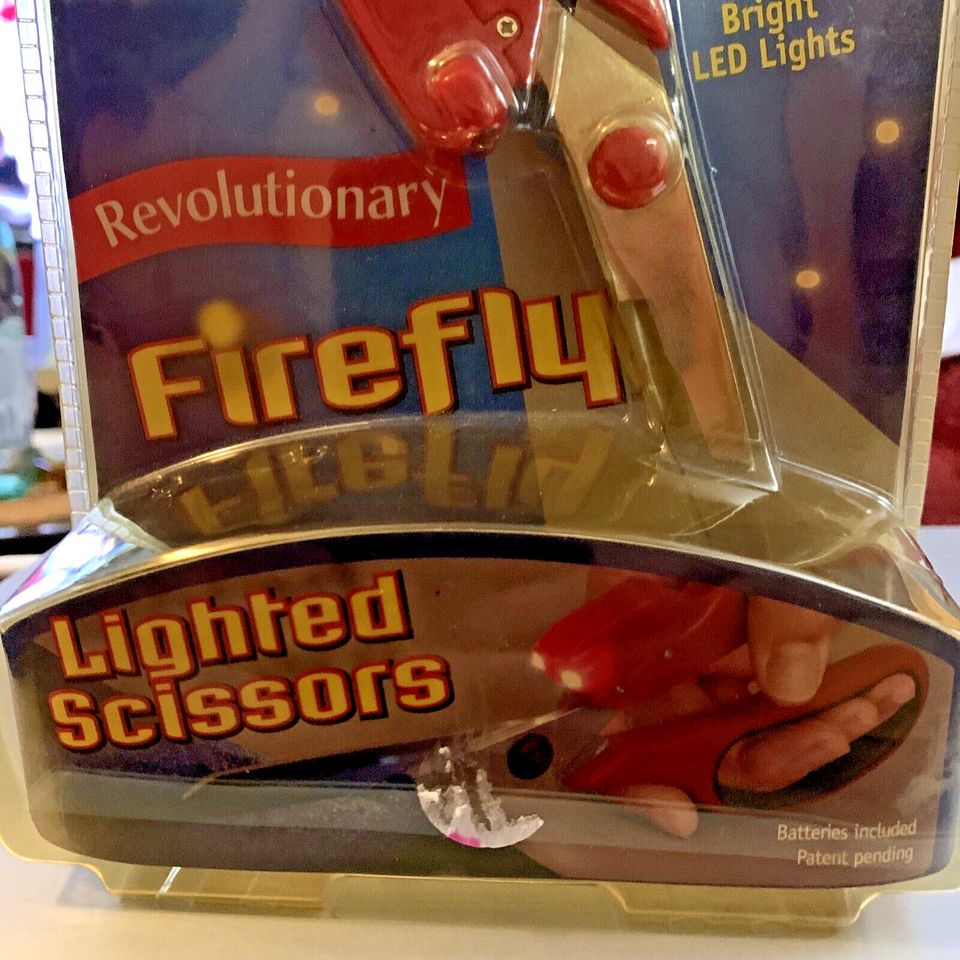 Bright
LED Lights
Revolutionary
Firefly
Lighted
Scissors
Batteries included
Patent pending